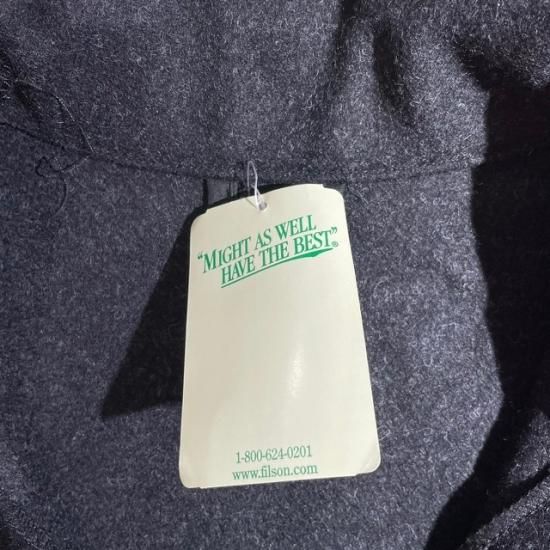 "MIGHT AS WELL
HAVE THE BEST"®
1-800-624-0201
www.filson.com